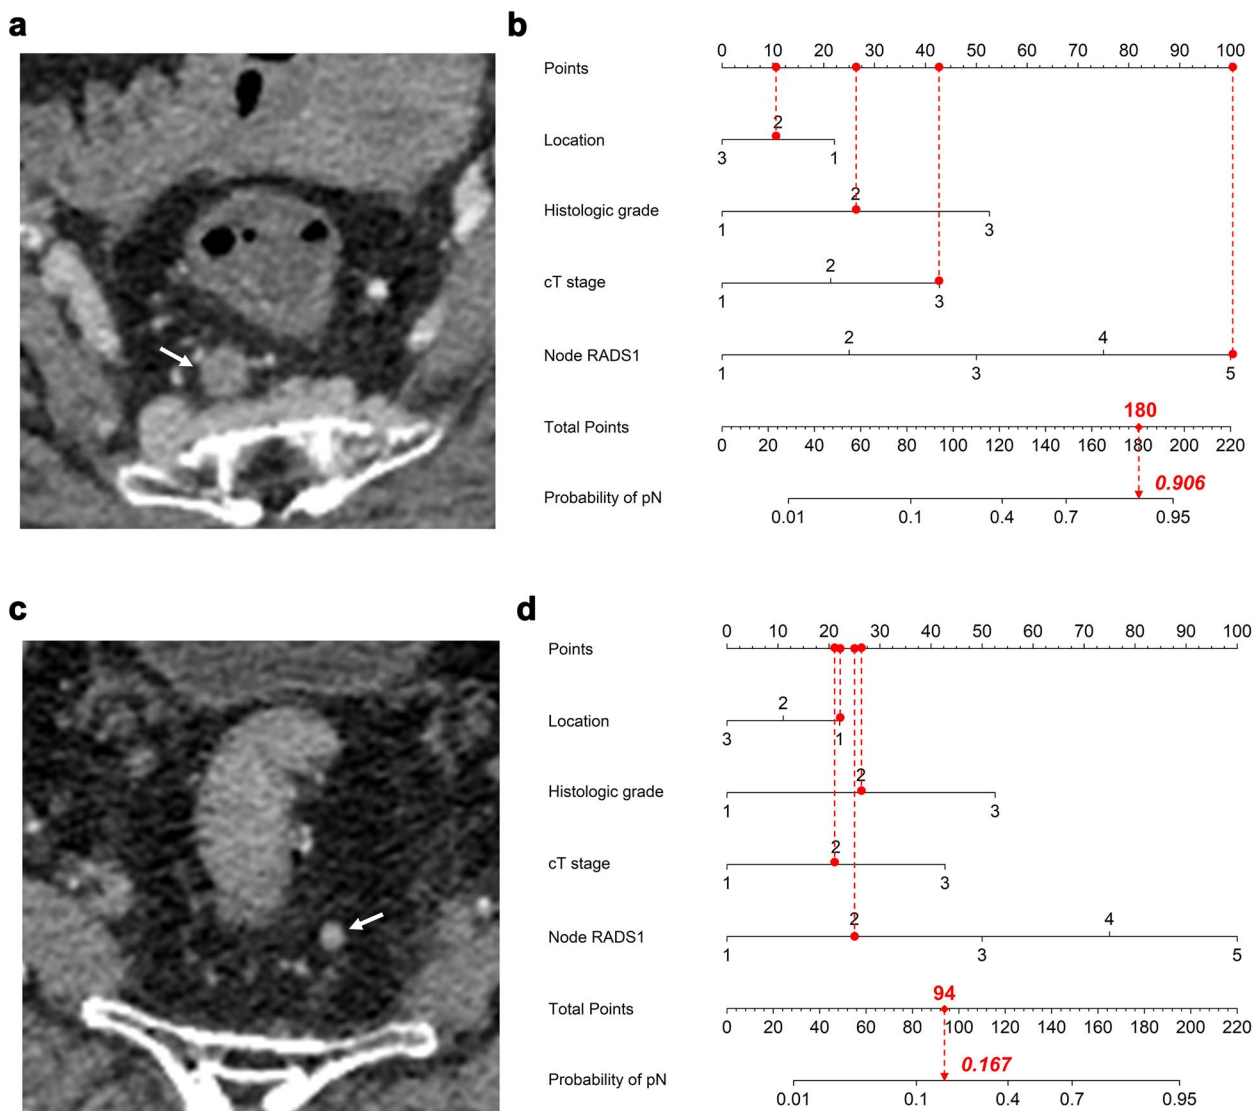 a
b
0 10 20 30 40 50 60 70 80 90 100
Points
2
Location
3 1
2
Histologic grade
1 3
2
cT stage
1 3
2 4
Node RADS1
1 3 5
180
Total Points
0 20 40 60 80 100 120 140 160 180 200 220
0.906
Probability of pN
0.01 0.1 0.4 0.7 0.95
c
d
0 10 20 30 40 50 60 70 80 90 100
Points
2
Location
3 1
2
Histologic grade
1 3
2
cT stage
1 3
2 4
Node RADS1
1 3 5
94
Total Points
0 20 40 60 80 100 120 140 160 180 200 220
0.167
Probability of pN
0.01 0.1 0.4 0.7 0.95